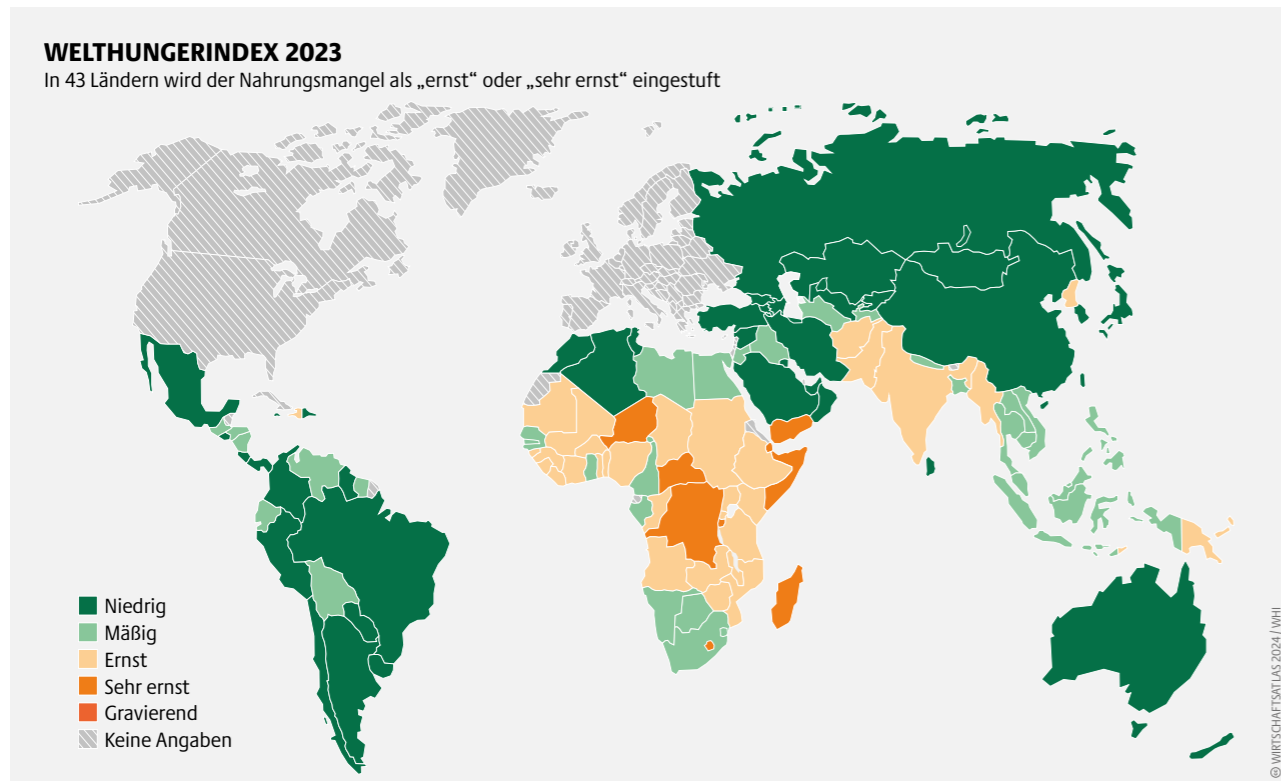 WELTHUNGERINDEX 2023
In 43 Ländern wird der Nahrungsmangel als „ernst“ oder „sehr ernst“ eingestuft
Niedrig
Mäßig
Ernst
Sehr ernst
Gravierend
Keine Angaben
© WIRTSCHAFTSATLAS 2024 / WHI